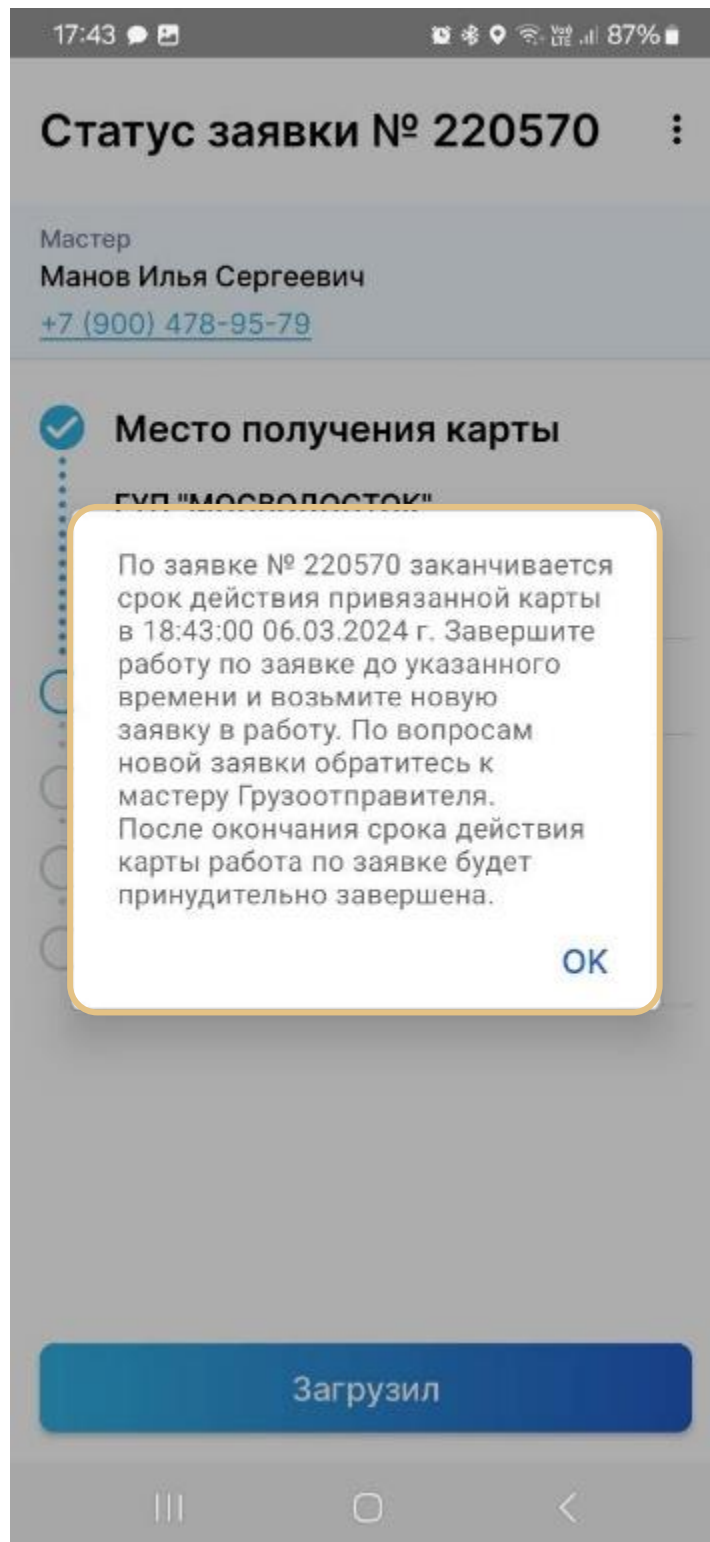 17:43 87%
Статус заявки № 220570
Мастер
Манов Илья Сергеевич
+7 (900) 478-95-79
Место получения карты
ГУП "МОСВОДОСТОК"
По заявке № 220570 заканчивается
срок действия привязанной карты
в 18:43:00 06.03.2024 г. Завершите
работу по заявке до указанного
времени и возьмите новую
заявку в работу. По вопросам
новой заявки обратитесь к
мастеру Грузоотправителя.
После окончания срока действия
карты работа по заявке будет
принудительно завершена.
OK
Загрузил